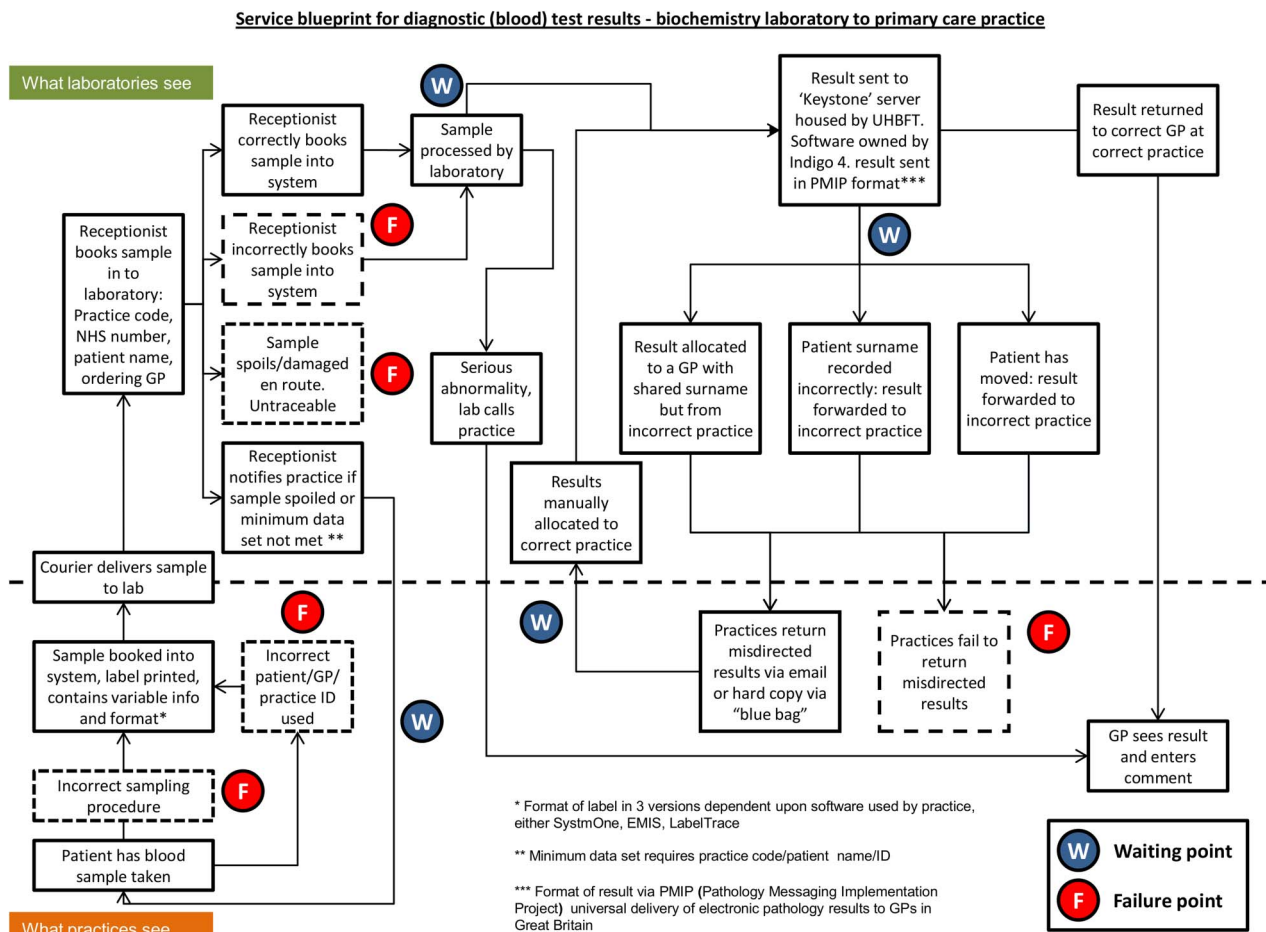 Service blueprint for diagnostic (blood) test results - biochemistry laboratory to primary care practice
What laboratories see
Receptionist
correctly books
sample into
system
W
Sample
processed by
laboratory
Result sent to
‘Keystone’ server
housed by UHBFT.
Software owned by
Indigo 4. result sent
in PMIP format***
Result returned
to correct GP at
correct practice
Receptionist
books sample
in to
laboratory:
Practice code,
NHS number,
patient name,
ordering GP
Receptionist
incorrectly books
sample into
system
F
W
Sample
spoils/damaged
en route.
Untraceable
F
Serious
abnormality,
lab calls
practice
Result allocated
to a GP with
shared surname
but from
incorrect practice
Patient surname
recorded
incorrectly: result
forwarded to
incorrect practice
Patient has
moved: result
forwarded to
incorrect practice
Receptionist
notifies practice if
sample spoiled or
minimum data
set not met **
Results
manually
allocated to
correct practice
Courier delivers sample
to lab
F
W
F
Sample booked into
system, label printed,
contains variable info
and format*
Incorrect
patient/GP/
practice ID
used
W
Practices return
misdirected
results via email
or hard copy via
“blue bag”
Practices fail to
return
misdirected
results
GP sees result
and enters
comment
Incorrect sampling
procedure
F
Patient has blood
sample taken
What practices see
* Format of label in 3 versions dependent upon software used by practice,
either SystmOne, EMIS, LabelTrace
** Minimum data set requires practice code/patient name/ID
*** Format of result via PMIP (Pathology Messaging Implementation
Project) universal delivery of electronic pathology results to GPs in
Great Britain
W Waiting point
F Failure point